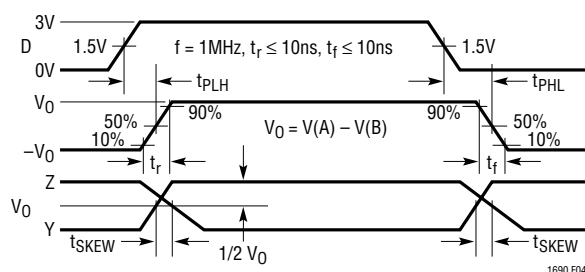 3V
D
1.5V
f = 1MHz, tr ≤ 10ns, tf ≤ 10ns
1.5V
0V
tPLH
tPHL
VO
90%
90%
50%
VO = V(A) – V(B)
50%
10%
10%
–VO
tr
tf
Z
VO
Y
tSKEW
1/2 VO
tSKEW
1690 F04